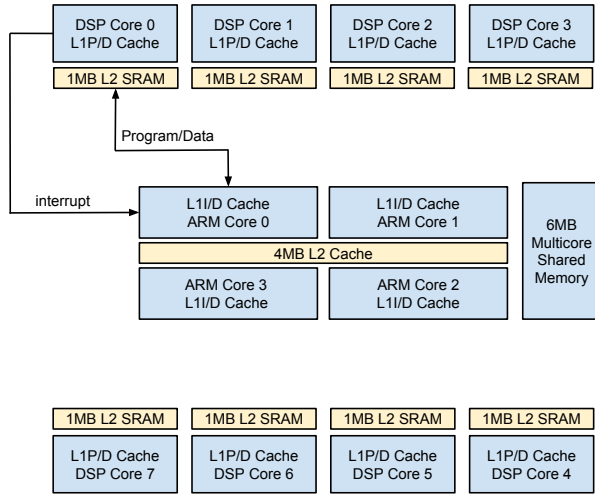 DSP Core 0
L1P/D Cache
DSP Core 1
L1P/D Cache
DSP Core 2
L1P/D Cache
DSP Core 3
L1P/D Cache
1MB L2 SRAM
1MB L2 SRAM
1MB L2 SRAM
1MB L2 SRAM
Program/Data
interrupt
L1I/D Cache
ARM Core 0
L1I/D Cache
ARM Core 1
4MB L2 Cache
ARM Core 3
L1I/D Cache
ARM Core 2
L1I/D Cache
6MB
Multicore
Shared
Memory
1MB L2 SRAM
1MB L2 SRAM
1MB L2 SRAM
1MB L2 SRAM
L1P/D Cache
DSP Core 7
L1P/D Cache
DSP Core 6
L1P/D Cache
DSP Core 5
L1P/D Cache
DSP Core 4